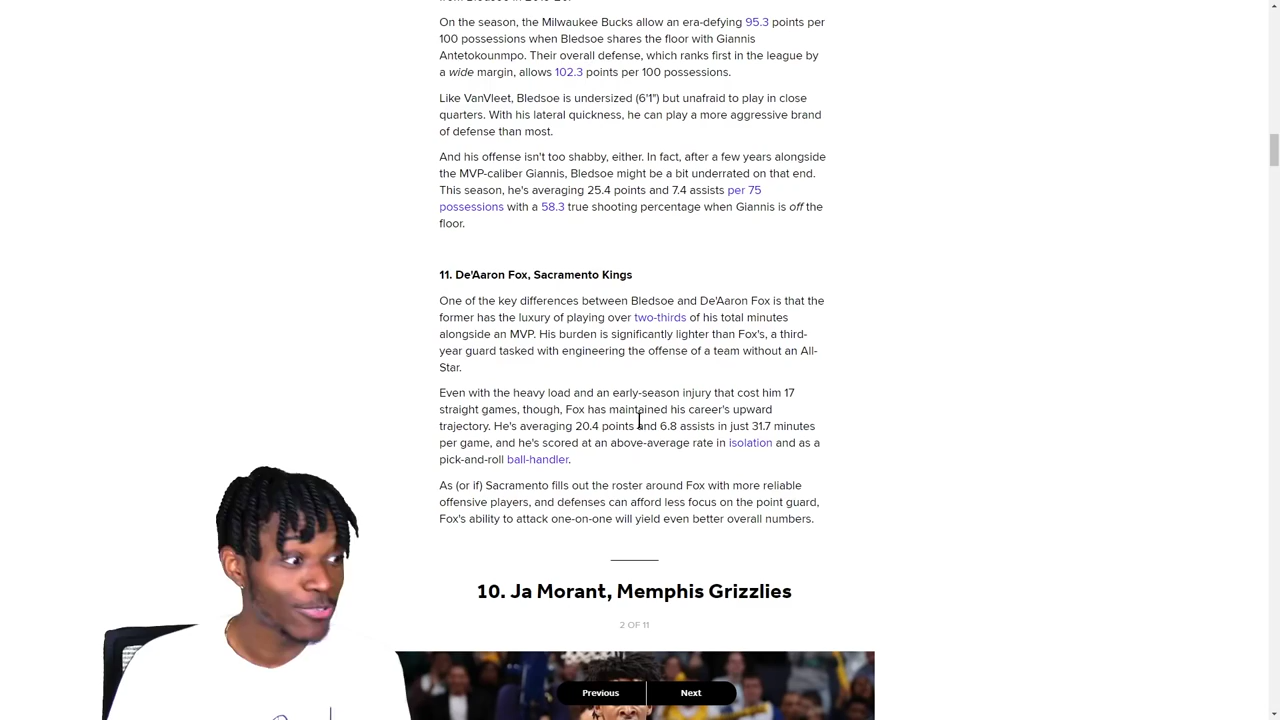 On the season, the Milwaukee Bucks allow an era-defying 95.3 points per
100 possessions when Bledsoe shares the floor with Giannis
Antetokounmpo. Their overall defense, which ranks first in the league by
a wide margin, allows 102.3 points per 100 possessions.
Like VanVleet, Bledsoe is undersized (6'1") but unafraid to play in close
quarters. With his lateral quickness, he can play a more aggressive brand
of defense than most.
And his offense isn't too shabby, either. In fact, after a few years alongside
the MVP-caliber Giannis, Bledsoe might be a bit underrated on that end.
This season, he's averaging 25.4 points and 7.4 assists per 75
possessions with a 58.3 true shooting percentage when Giannis is off the
floor.
11. De'Aaron Fox, Sacramento Kings
One of the key differences between Bledsoe and De'Aaron Fox is that the
former has the luxury of playing over two-thirds of his total minutes
alongside an MVP. His burden is significantly lighter than Fox's, a third-
year guard tasked with engineering the offense of a team without an All-
Star.
Even with the heavy load and an early-season injury that cost him 17
straight games, though, Fox has maintained his career's upward
trajectory. He's averaging 20.4 points and 6.8 assists in just 31.7 minutes
per game, and he's scored at an above-average rate in isolation and as a
pick-and-roll ball-handler.
As (or if) Sacramento fills out the roster around Fox with more reliable
offensive players, and defenses can afford less focus on the point guard,
Fox's ability to attack one-on-one will yield even better overall numbers.
10. Ja Morant, Memphis Grizzlies
2 OF 11
Previous
Next